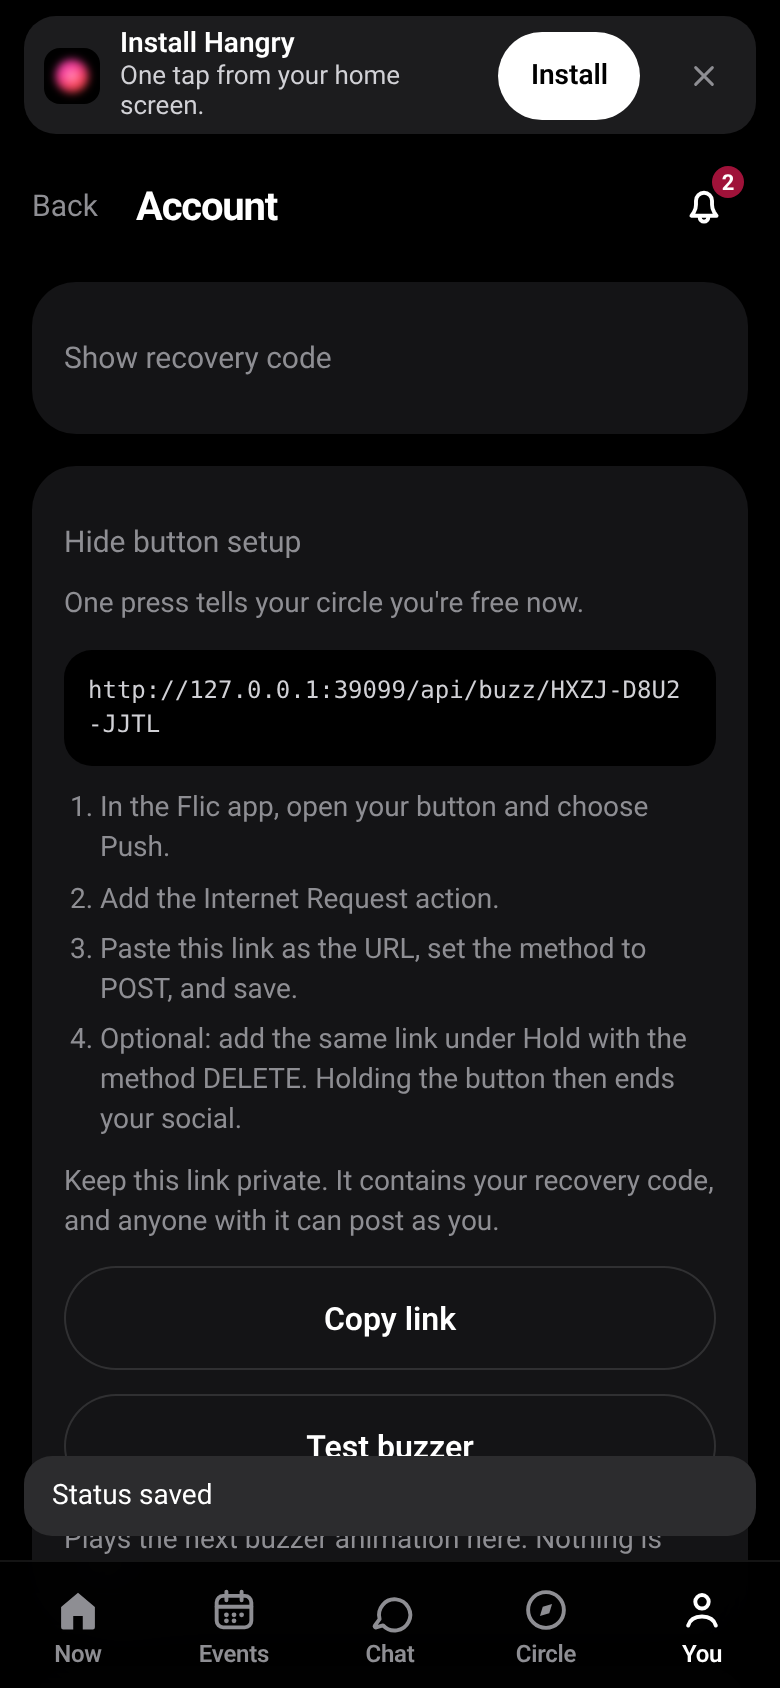 Install Hangry
One tap from your home
screen.
Install
Back
Account
2
Show recovery code
Hide button setup
One press tells your circle you're free now.
http://127.0.0.1:39099/api/buzz/HXZJ-D8U2
-JJTL
1. In the Flic app, open your button and choose
Push.
2. Add the Internet Request action.
3. Paste this link as the URL, set the method to
POST, and save.
4. Optional: add the same link under Hold with the
method DELETE. Holding the button then ends
your social.
Keep this link private. It contains your recovery code,
and anyone with it can post as you.
Copy link
Test buzzer
Status saved
Plays the next buzzer animation here. Nothing is
Now
Events
Chat
Circle
You